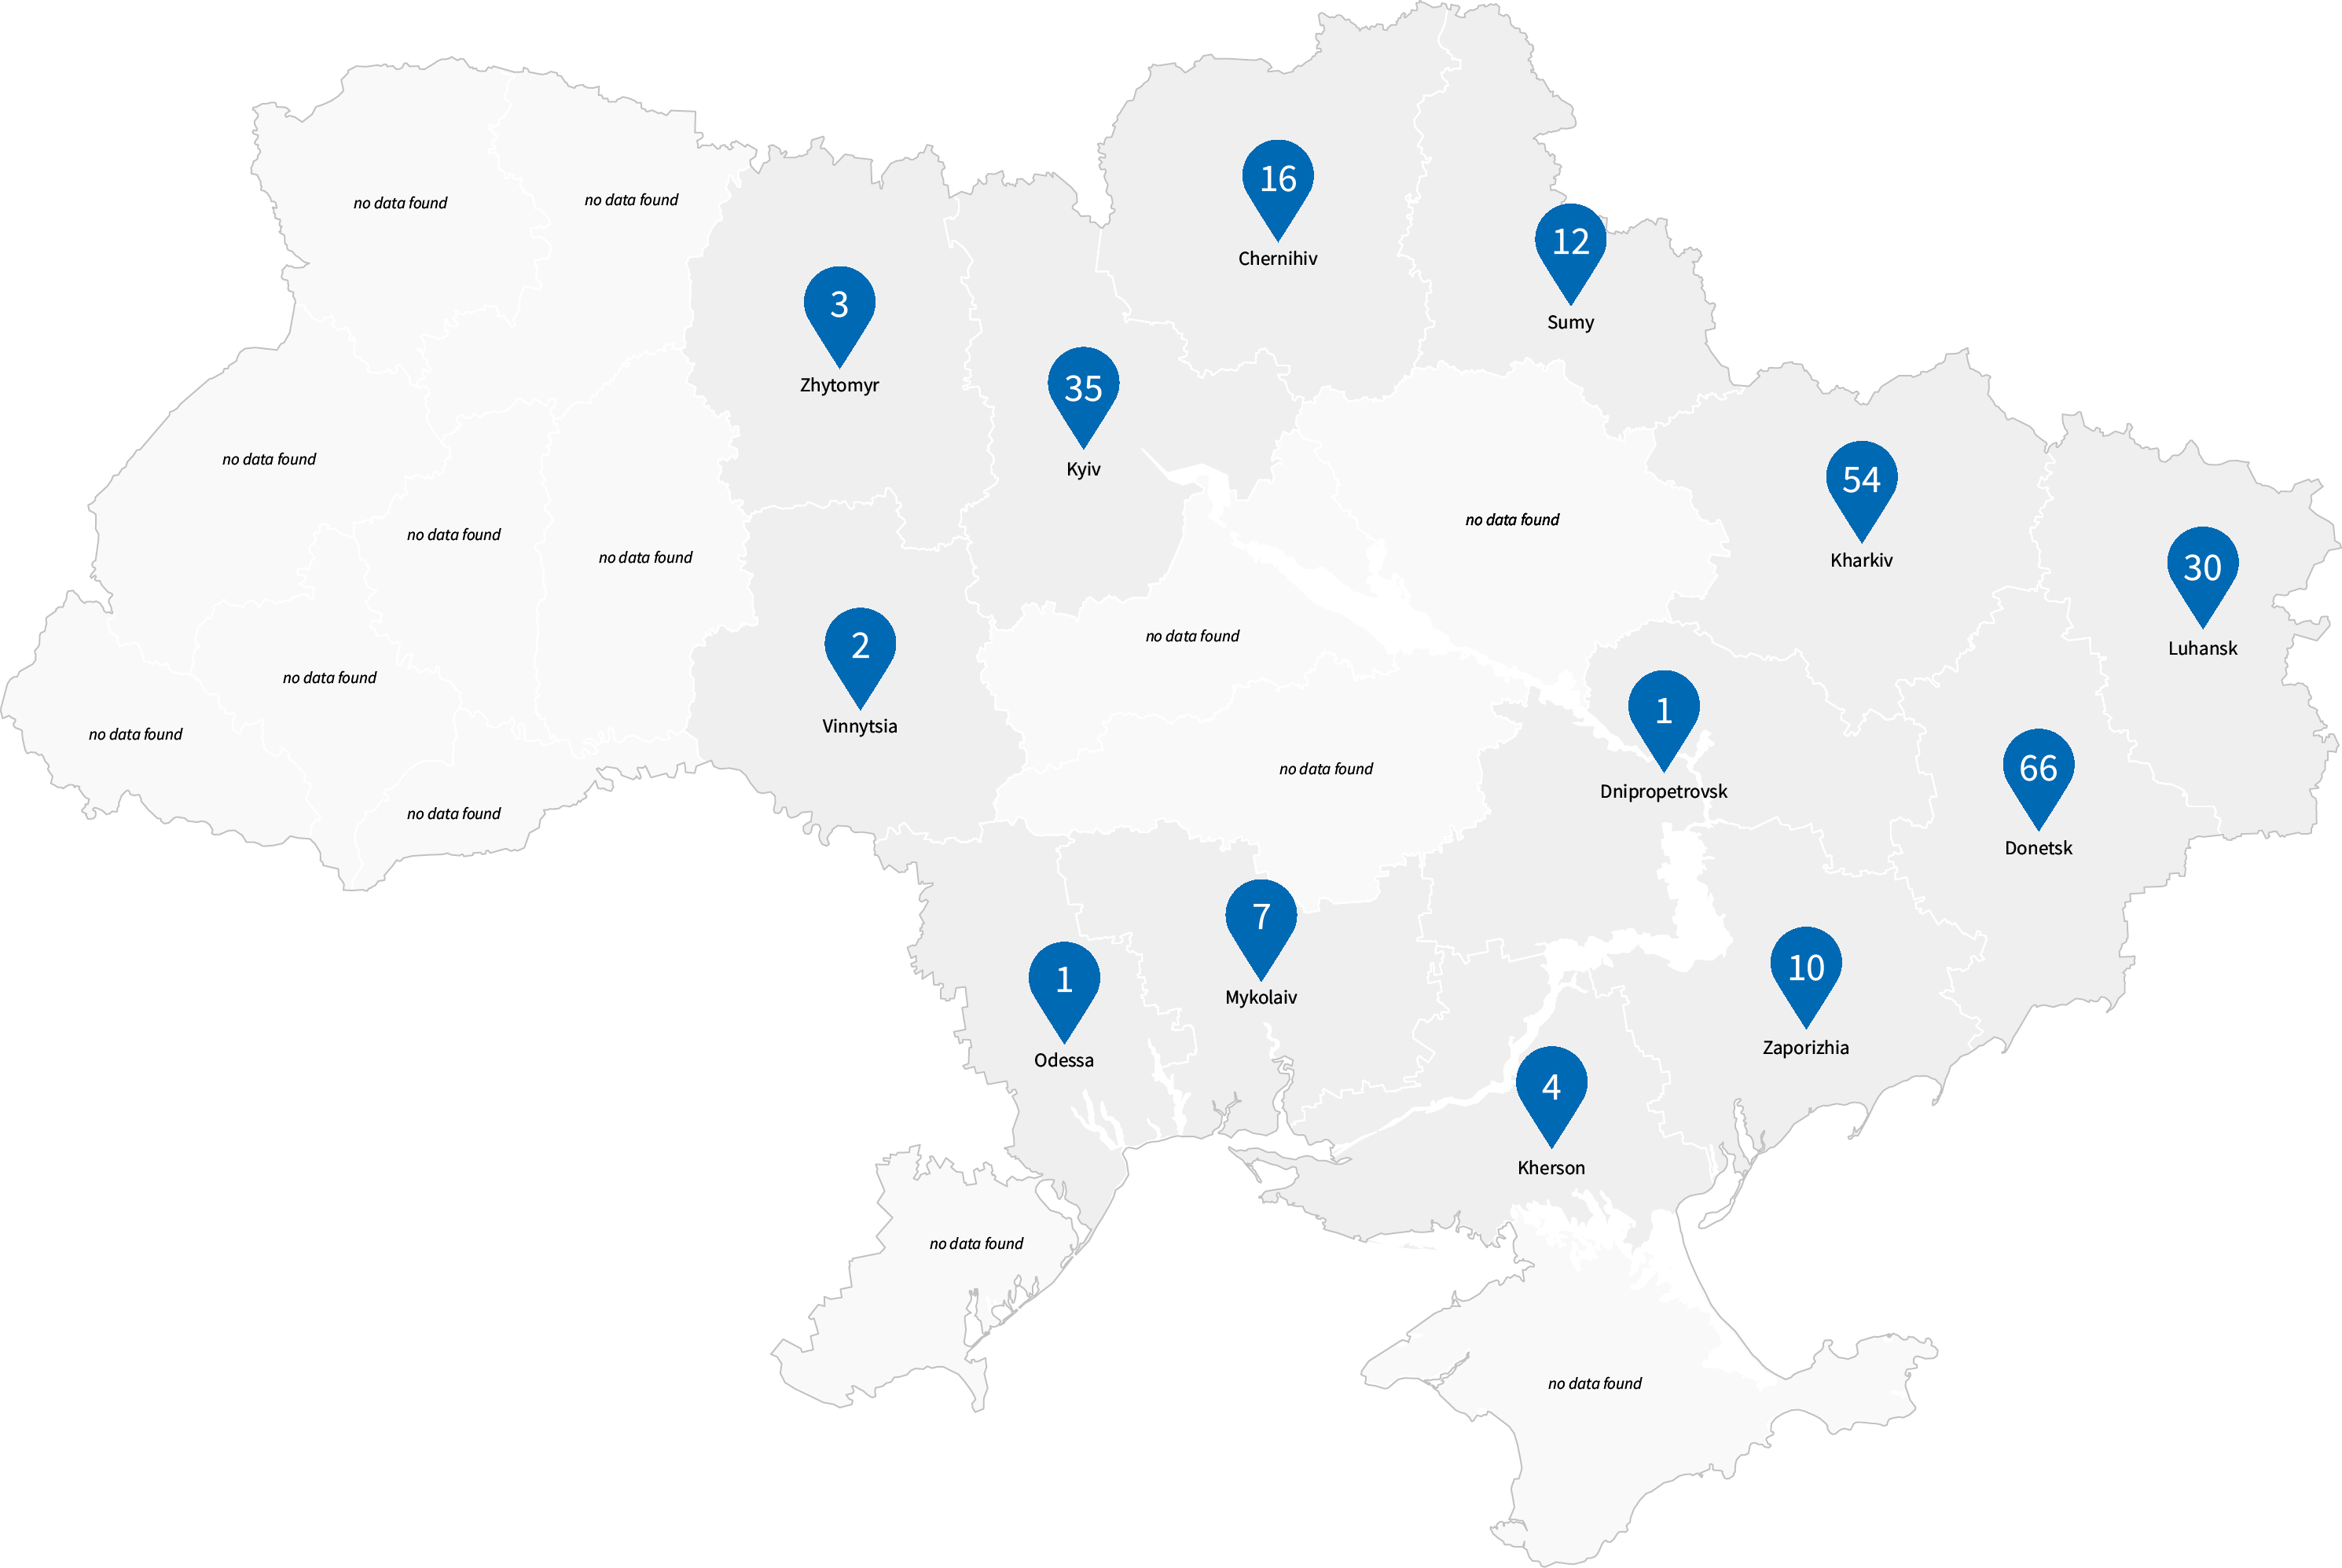 16
Chernihiv
no data found
no data found
12
Sumy
3
Zhytomyr
35
Kyiv
no data found
54
Kharkiv
no data found
no data found
no data found
30
Luhansk
no data found
2
Vinnytsia
no data found
1
Dnipropetrovsk
no data found
no data found
66
Donetsk
no data found
7
Mykolaiv
10
Zaporizhia
1
Odessa
4
Kherson
no data found
no data found